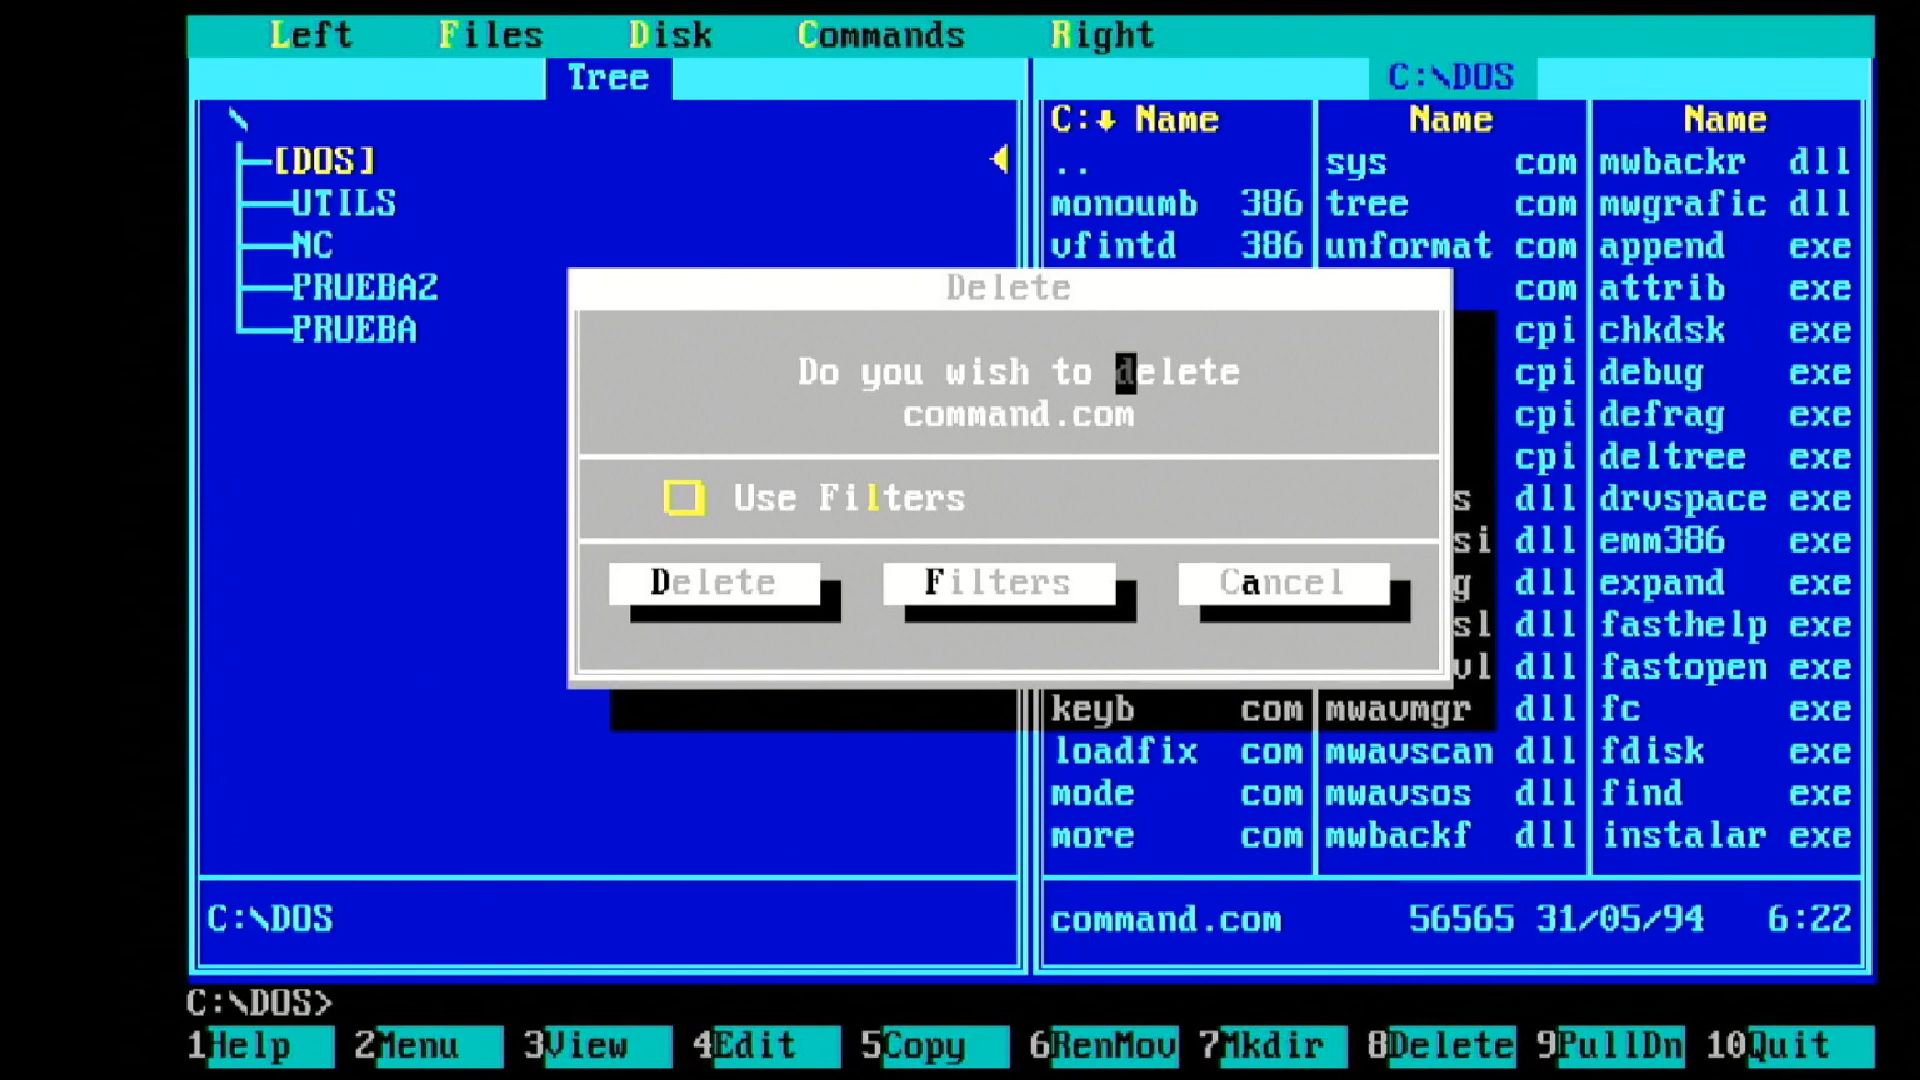 Left Files Disk Commands Right
Tree C:\DOS
\ C:↓ Name Name Name
[DOS] .. sys com mwbackr dll
UTILS monoumb 386 tree com mwgrafic dll
NC vfintd 386 unformat com append exe
Delete
PRUEBA2 com attrib exe
PRUEBA cpi chkdsk exe
Do you wish to delete cpi debug exe
command.com cpi defrag exe
cpi deltree exe
Use Filters s dll drvspace exe
si dll emm386 exe
Delete Filters Cancel g dll expand exe
sl dll fasthelp exe
vl dll fastopen exe
keyb com mwavmgr dll fc exe
loadfix com mwavscan dll fdisk exe
mode com mwavsos dll find exe
more com mwbackf dll instalar exe
C:\DOS command.com 56565 31/05/94 6:22
C:\DOS>
1Help 2Menu 3View 4Edit 5Copy 6RenMov 7Mkdir 8Delete 9PullDn 10Quit